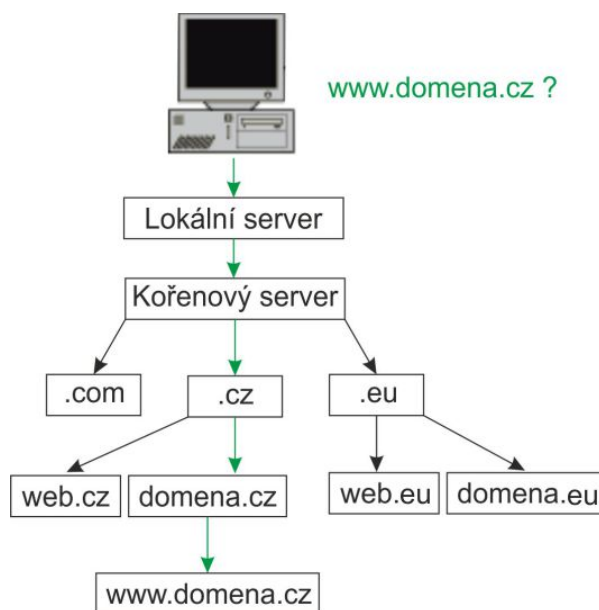 www.domena.cz ?
Lokální server
Kořenový server
.com
.cz
.eu
web.cz
domena.cz
web.eu
domena.eu
www.domena.cz